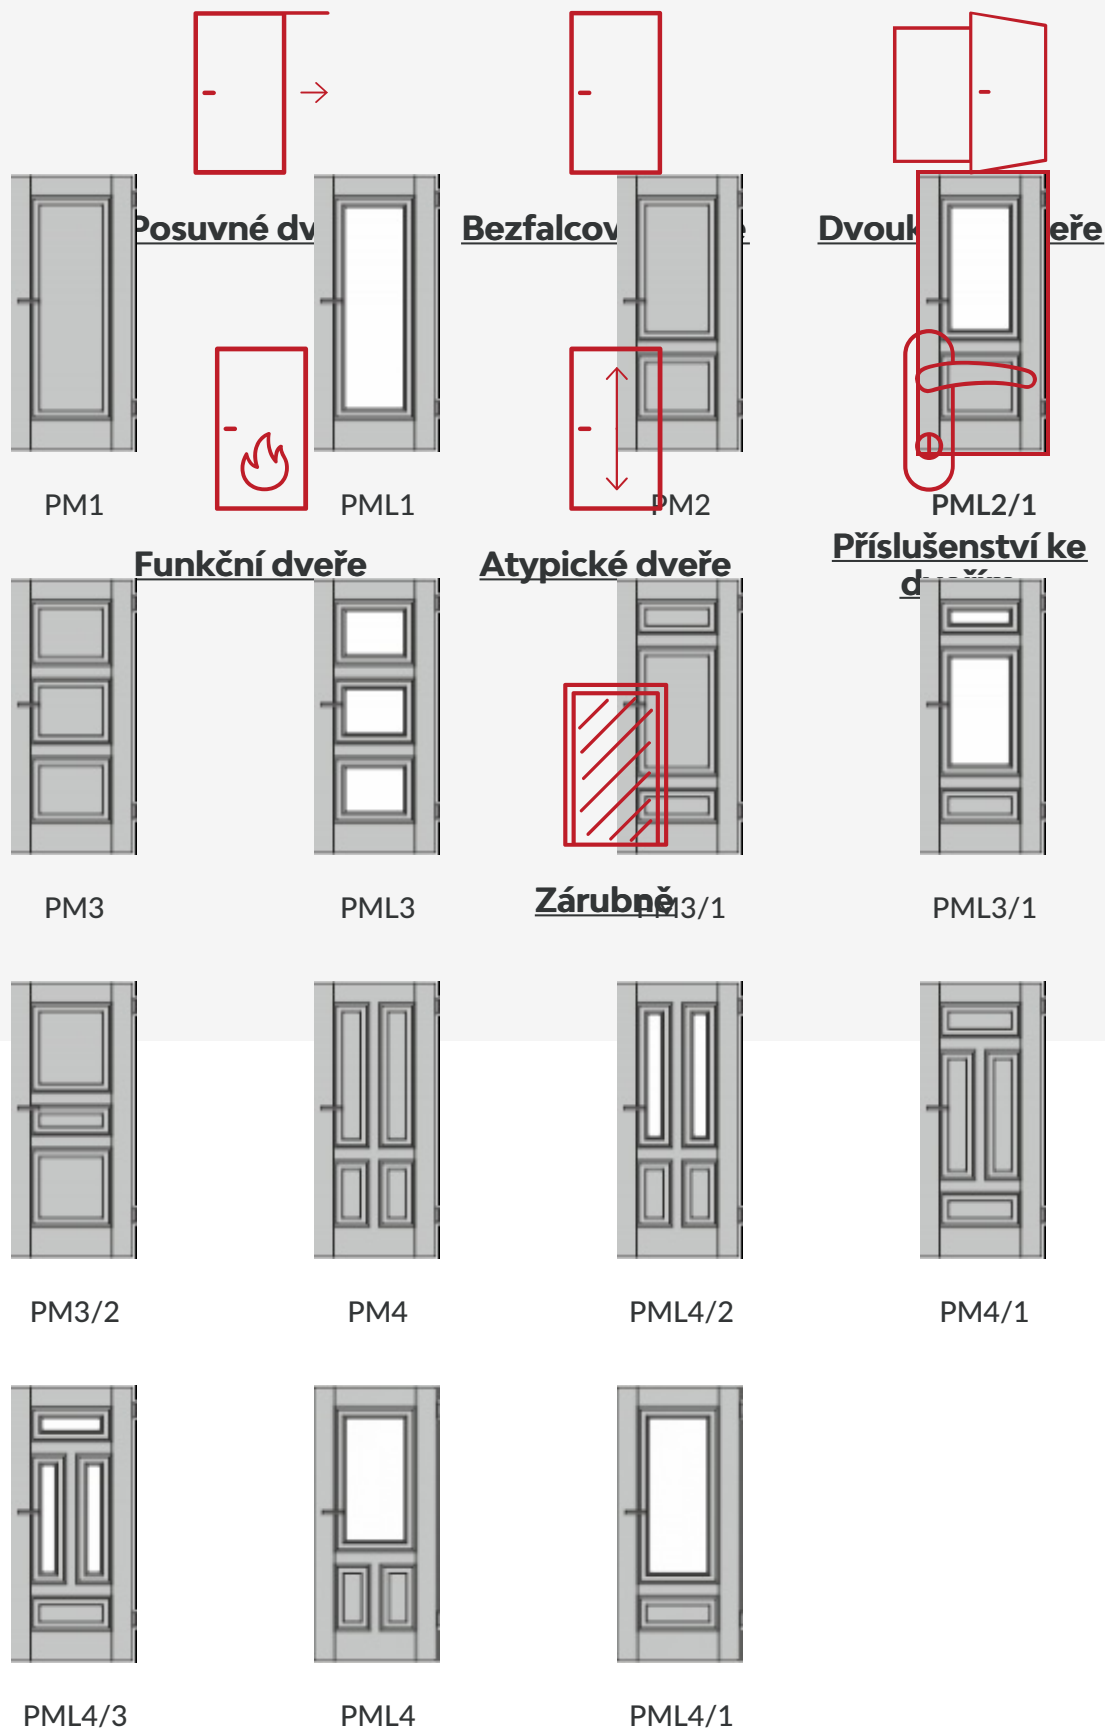 Posuvné dv
Bezfalcov
Dvouk eře
PM1
PML1
PM2
PML2/1
Funkční dveře
Atypické dveře
Příslušenství ke
PM3
PML3
Zárubně
PM3/1
PML3/1
PM3/2
PM4
PML4/2
PM4/1
PML4/3
PML4
PML4/1